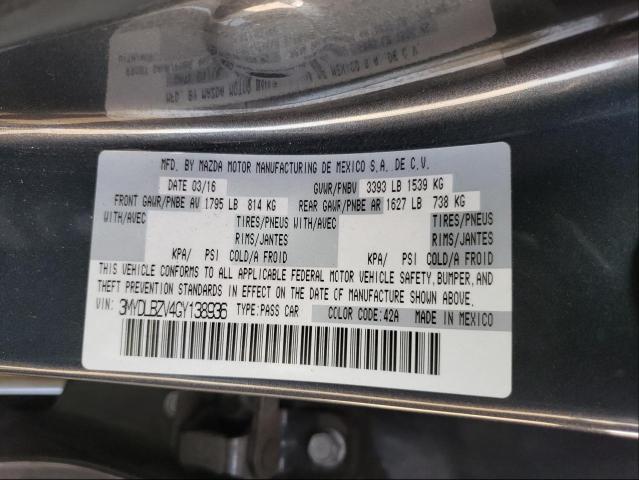 MFD. BY MAZDA MOTOR MANUFACTURING DE MEXICO S.A. DE C.V.
DATE 03/16 GVWR/PNBV 3393 LB 1539 KG
FRONT GAWR/PNBE AV 1795 LB 814 KG REAR GAWR/PNBE AR 1627 LB 738 KG
WITH/AVEC TIRES/PNEUS WITH/AVEC TIRES/PNEUS
RIMS/JANTES RIMS/JANTES
KPA/ PSI COLD/A FROID KPA/ PSI COLD/A FROID
THIS VEHICLE CONFORMS TO ALL APPLICABLE FEDERAL MOTOR VEHICLE SAFETY, BUMPER, AND
THEFT PREVENTION STANDARDS IN EFFECT ON THE DATE OF MANUFACTURE SHOWN ABOVE.
VIN: 3MYDLBZV4GY138936 TYPE:PASS CAR COLOR CODE:42A MADE IN MEXICO